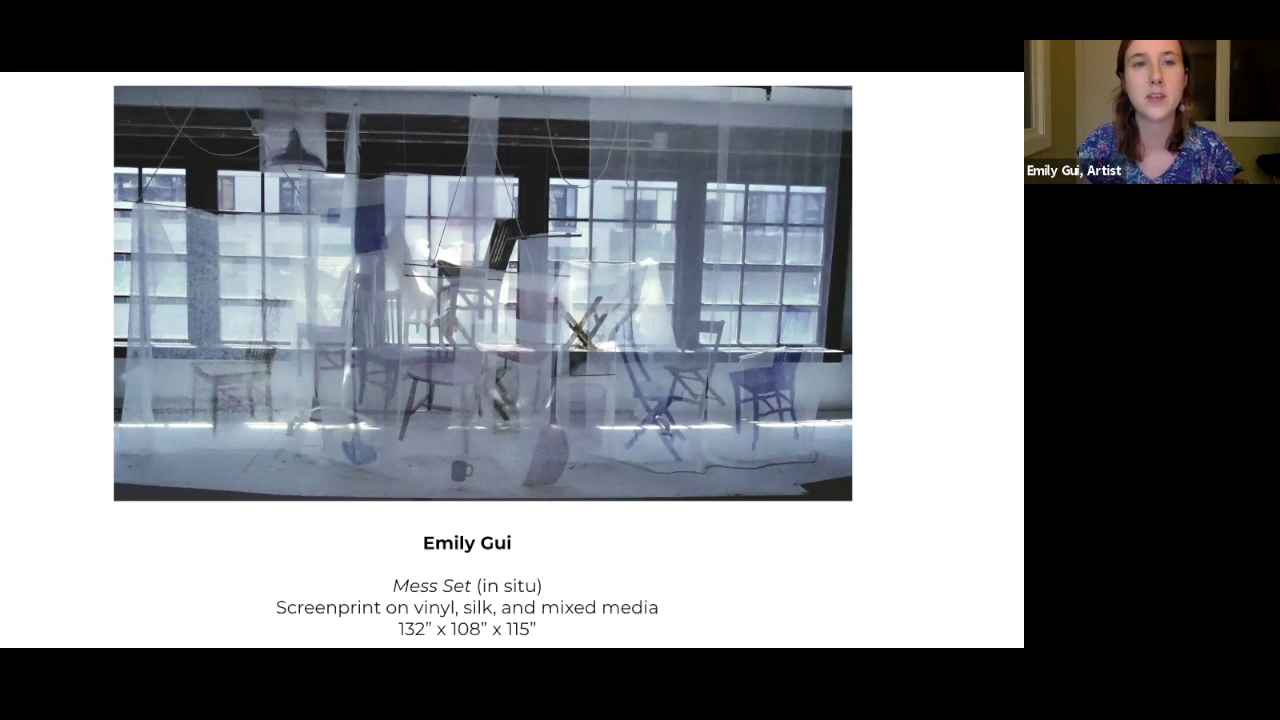 Emily Gui, Artist
Emily Gui
Mess Set (in situ)
Screenprint on vinyl, silk, and mixed media
132” x 108” x 115”